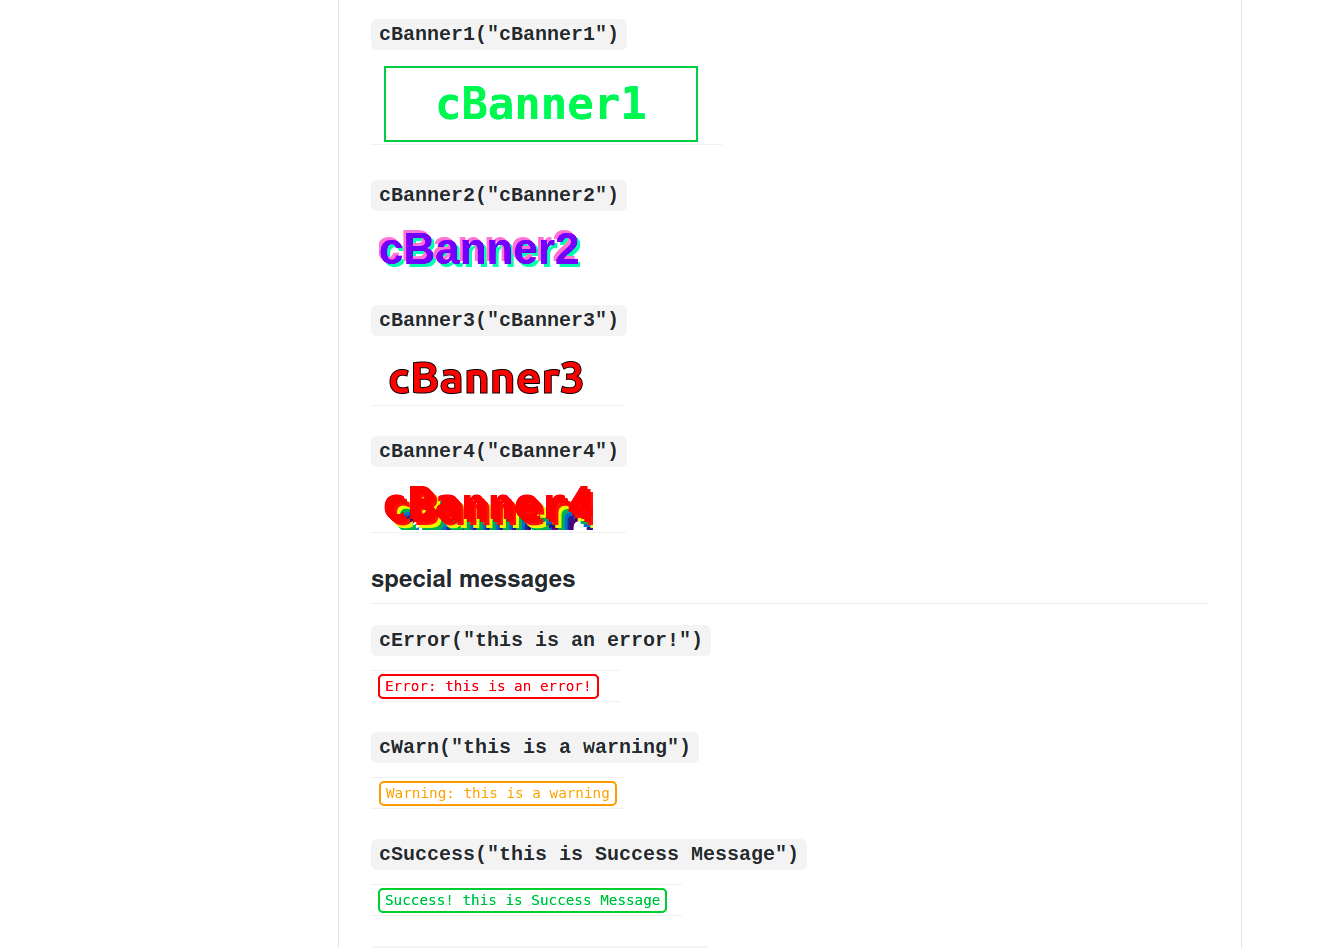 cBanner1("cBanner1")
cBanner1
cBanner2("cBanner2")
cBanner2
cBanner3("cBanner3")
cBanner3
cBanner4("cBanner4")
cBanner4
special messages
cError("this is an error!")
Error: this is an error!
cWarn("this is a warning")
Warning: this is a warning
cSuccess("this is Success Message")
Success! this is Success Message